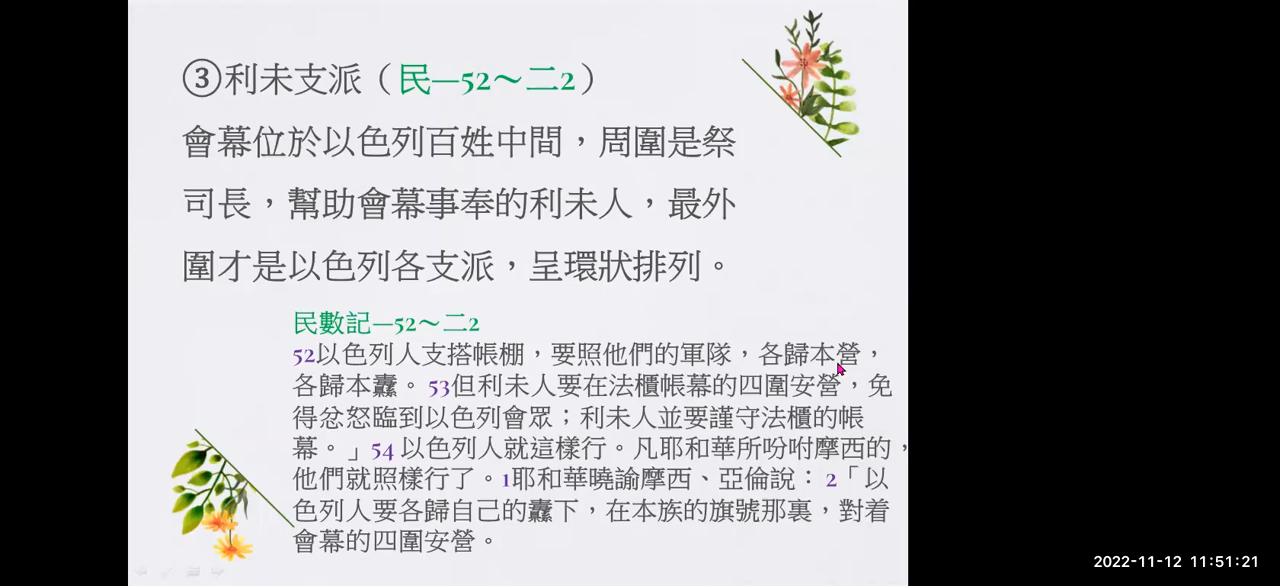 ③利未支派（民一52～二2）
會幕位於以色列百姓中間，周圍是祭
司長，幫助會幕事奉的利未人，最外
圍才是以色列各支派，呈環狀排列。
民數記一52～二2
52以色列人支搭帳棚，要照他們的軍隊，各歸本營，
各歸本纛。 53但利未人要在法櫃帳幕的四圍安營，免
得忿怒臨到以色列會眾；利未人並要謹守法櫃的帳
幕。」54 以色列人就這樣行。凡耶和華所吩咐摩西的，
他們就照樣行了。1耶和華曉諭摩西、亞倫說： 2「以
色列人要各歸自己的纛下，在本族的旗號那裏，對着
會幕的四圍安營。
2022-11-12 11:51:21